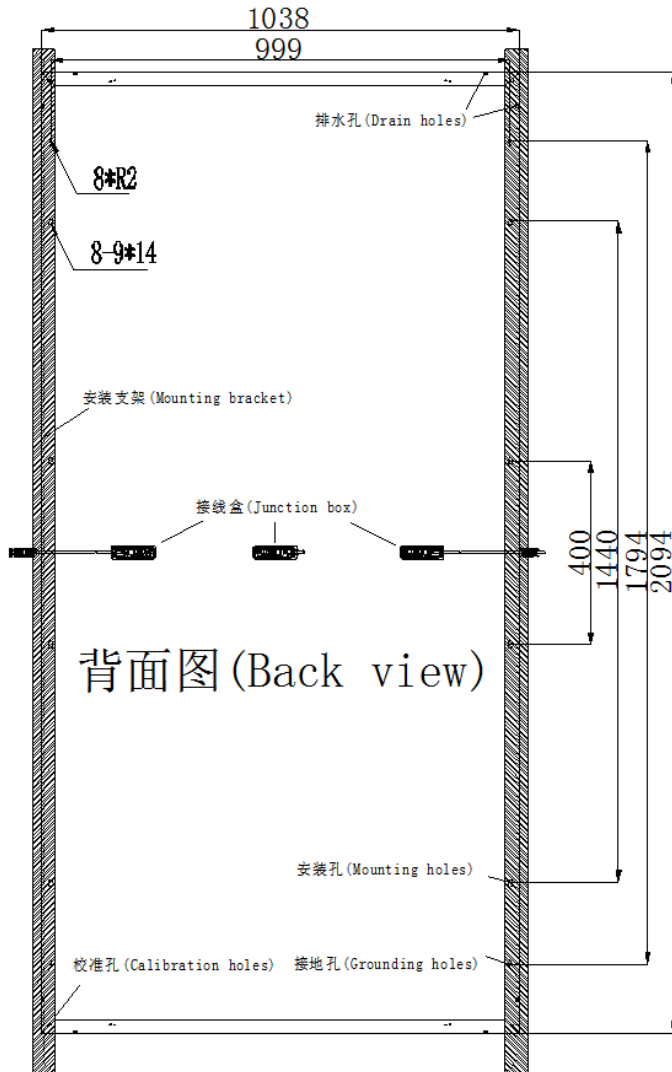 1038
999
排水孔(Drain holes)
8*R2
8-9*14
安装支架(Mounting bracket)
接线盒(Junction box)
400
1440
1794
2094
背面图(Back view)
安装孔(Mounting holes)
校准孔(Calibration holes)
接地孔(Grounding holes)